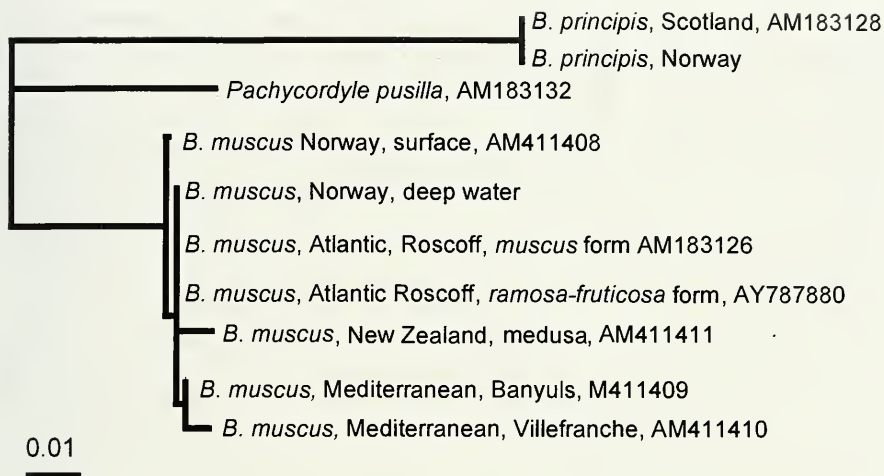 B. principis, Scotland, AM183128
B. principis, Norway
Pachycordyle pusilla, AM183132
B. muscus Norway, surface, AM411408
B. muscus, Norway, deep water
B. muscus, Atlantic, Roscoff, muscus form AM183126
B. muscus, Atlantic Roscoff, ramosa-fruticosa form, AY787880
B. muscus, New Zealand, medusa, AM411411
B. muscus, Mediterranean, Banyuls, M411409
B. muscus, Mediterranean, Villefranche, AM411410
0.01